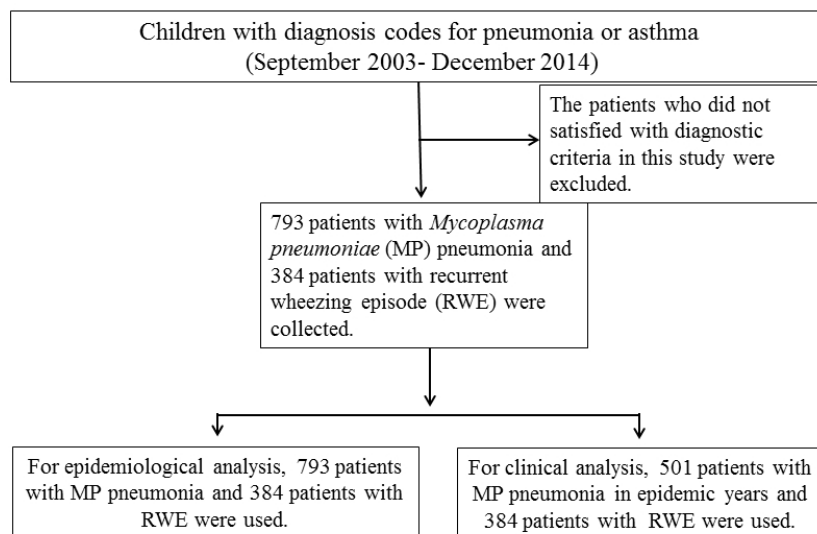 Children with diagnosis codes for pneumonia or asthma
(September 2003- December 2014)
The patients who did not
satisfied with diagnostic
criteria in this study were
excluded.
793 patients with Mycoplasma
pneumoniae (MP) pneumonia and
384 patients with recurrent
wheezing episode (RWE) were
collected.
For epidemiological analysis, 793 patients
with MP pneumonia and 384 patients with
RWE were used.
For clinical analysis, 501 patients with
MP pneumonia in epidemic years and
384 patients with RWE were used.